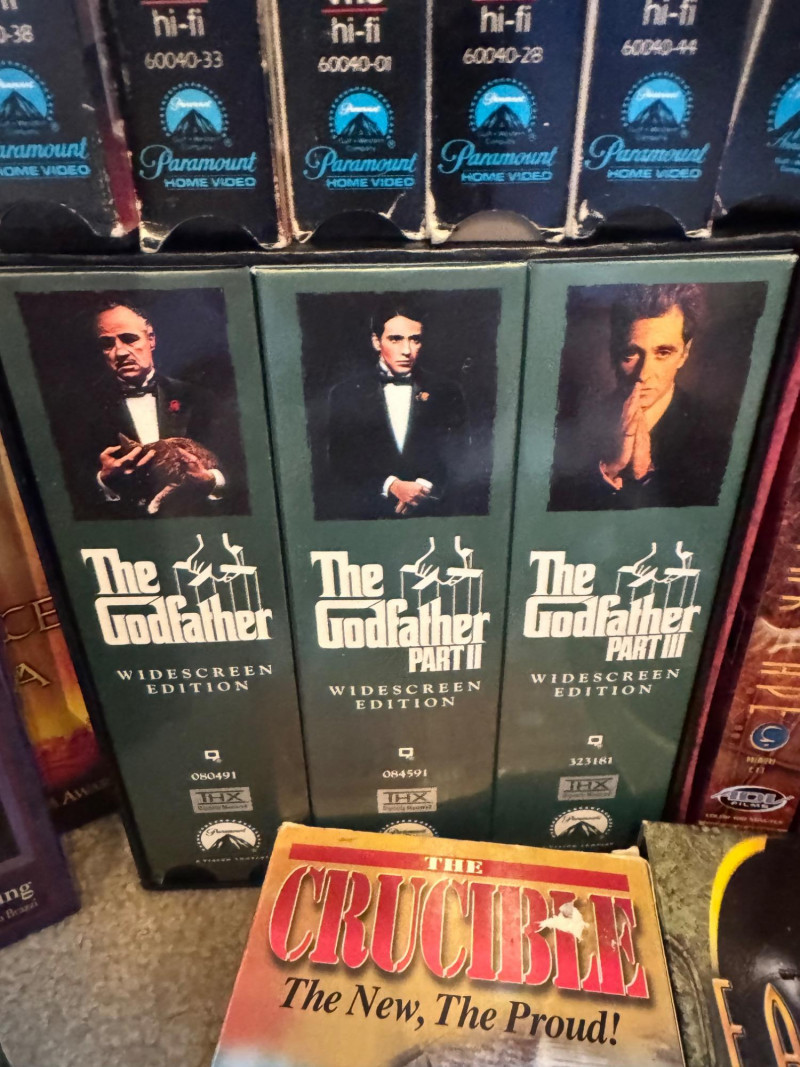 hi-fi
60040-33
Paramount
HOME VIDEO
hi-fi
60040-01
Paramount
HOME VIDEO
hi-fi
60040-28
Paramount
HOME VIDEO
hi-fi
60040-44
Paramount
HOME VIDEO
The
Godfather
WIDESCREEN
EDITION
080491
THX
Paramount
The
Godfather
PART II
WIDESCREEN
EDITION
084591
THX
Paramount
The
Godfather
PART III
WIDESCREEN
EDITION
323181
THX
Paramount
FILMS
THE
CRUCIBLE
The New, The Proud!